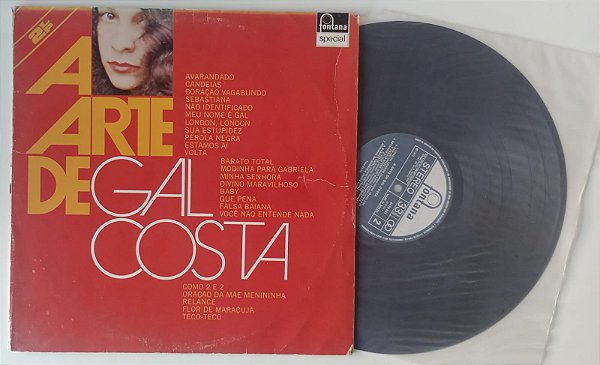 2LP
fontana
special
A
ARTE
DE
GAL
COSTA
AVARANDADO
CANDEIAS
CORAÇÃO VAGABUNDO
SEBASTIANA
NÃO IDENTIFICADO
MEU NOME É GAL
LONDON, LONDON
SUA ESTUPIDEZ
PÉROLA NEGRA
ESTAMOS AÍ
VOLTA
BARATO TOTAL
MODINHA PARA GABRIELA
MINHA SENHORA
DIVINO MARAVILHOSO
BABY
QUE PENA
FALSA BAIANA
VOCÊ NÃO ENTENDE NADA
COMO 2 E 2
ORAÇÃO DA MÃE MENININHA
RELANCE
FLOR DE MARACUJÁ
TECO-TECO
fontana
STEREO
33
2